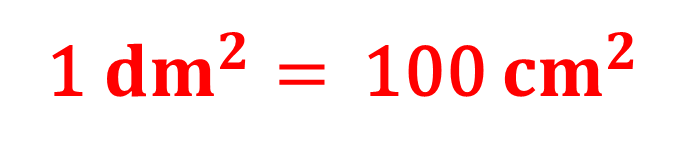 1 dm² = 100 cm²